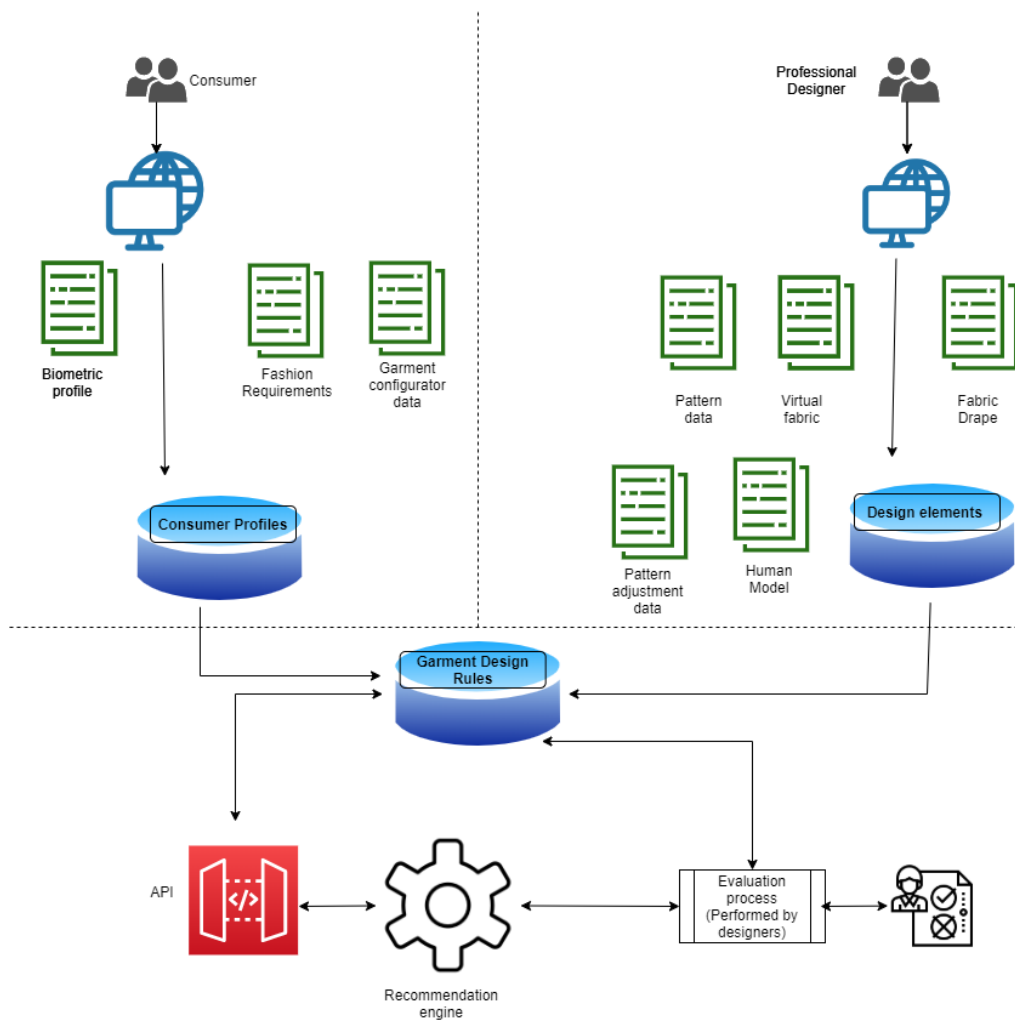 Consumer
Professional
Designer
Biometric
profile
Fashion
Requirements
Garment
configurator
data
Pattern
data
Virtual
fabric
Fabric
Drape
Consumer Profiles
Design elements
Pattern
adjustment
data
Human
Model
Garment Design
Rules
API
</>
Evaluation
process
(Performed by
designers)
Recommendation
engine